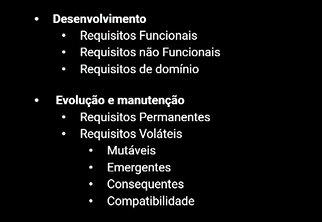 • Desenvolvimento
• Requisitos Funcionais
• Requisitos não Funcionais
• Requisitos de domínio
• Evolução e manutenção
• Requisitos Permanentes
• Requisitos Voláteis
• Mutáveis
• Emergentes
• Consequentes
• Compatibilidade